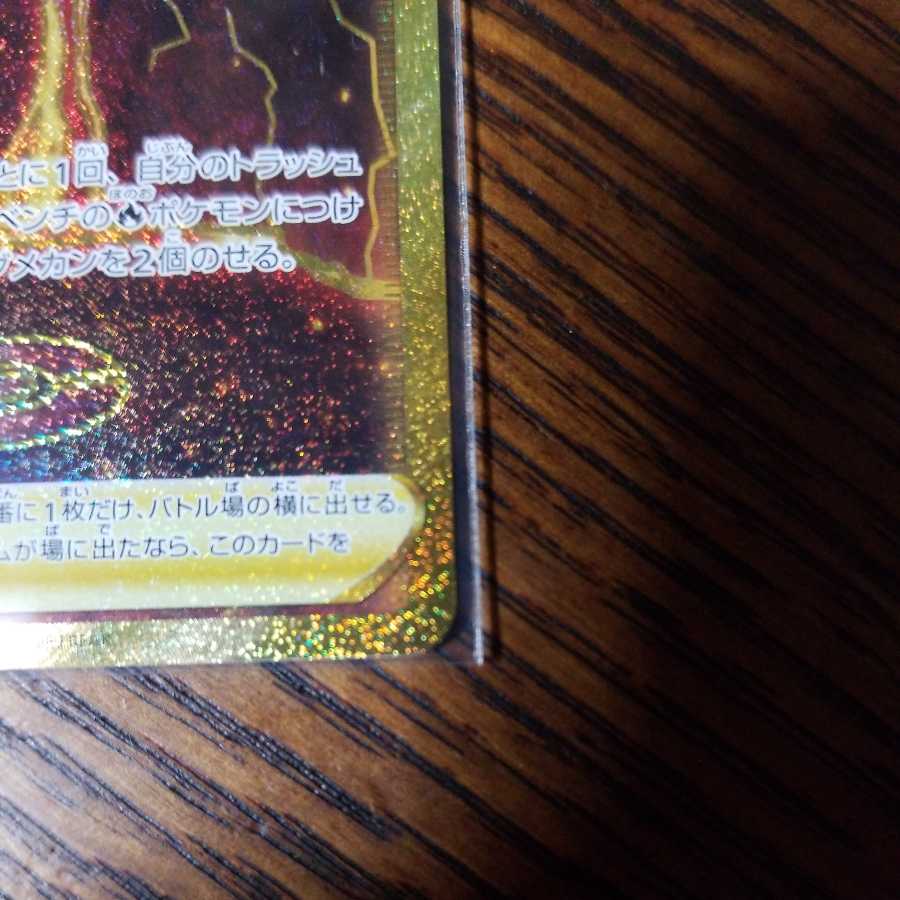 とに1回、自分のトラッシュ
ベンチのポケモンにつけ
メカンを2個のせる。
番に1枚だけ、バトル場の横に出せる。
ムが場に出たなら、このカードを